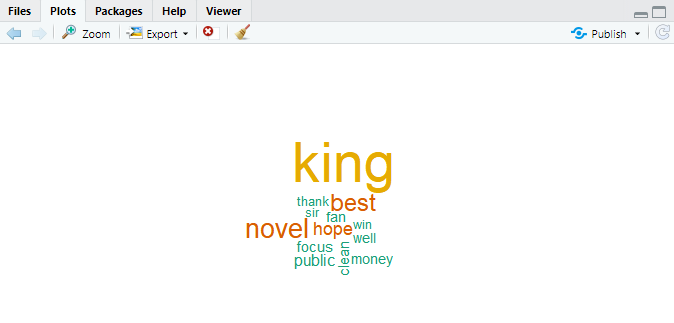 Files Plots Packages Help Viewer
Zoom Export Publish
king
thank best
sir fan
novel hope win
well
focus
public clean money